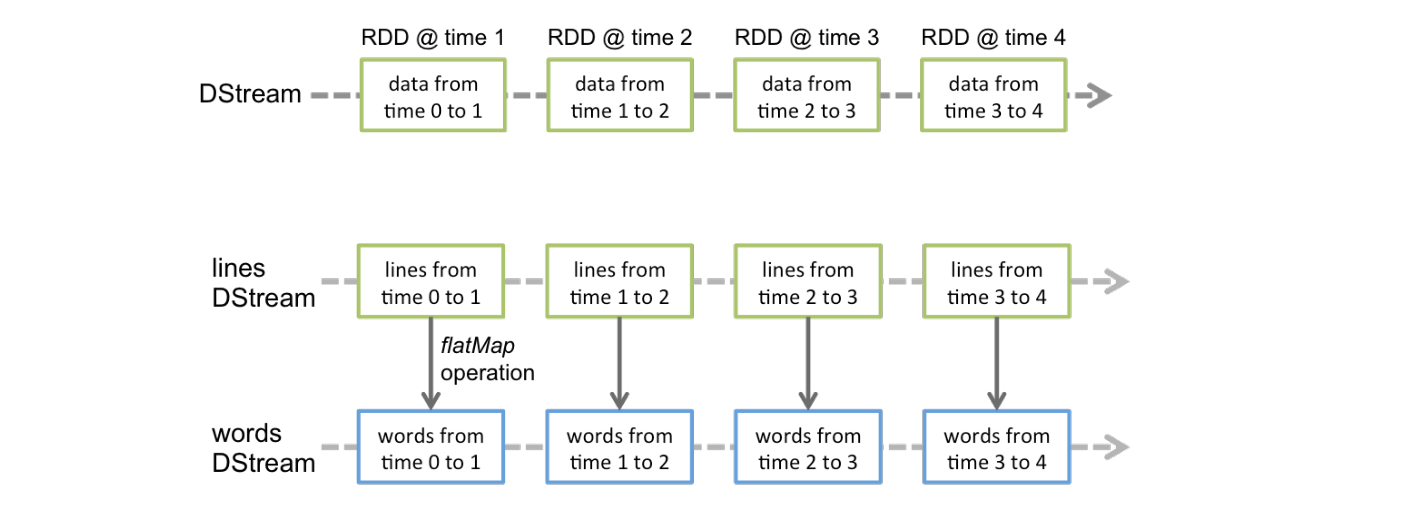 RDD @ time 1 RDD @ time 2 RDD @ time 3 RDD @ time 4
DStream
data from
time 0 to 1
data from
time 1 to 2
data from
time 2 to 3
data from
time 3 to 4
lines
DStream
lines from
time 0 to 1
lines from
time 1 to 2
lines from
time 2 to 3
lines from
time 3 to 4
flatMap
operation
words
DStream
words from
time 0 to 1
words from
time 1 to 2
words from
time 2 to 3
words from
time 3 to 4